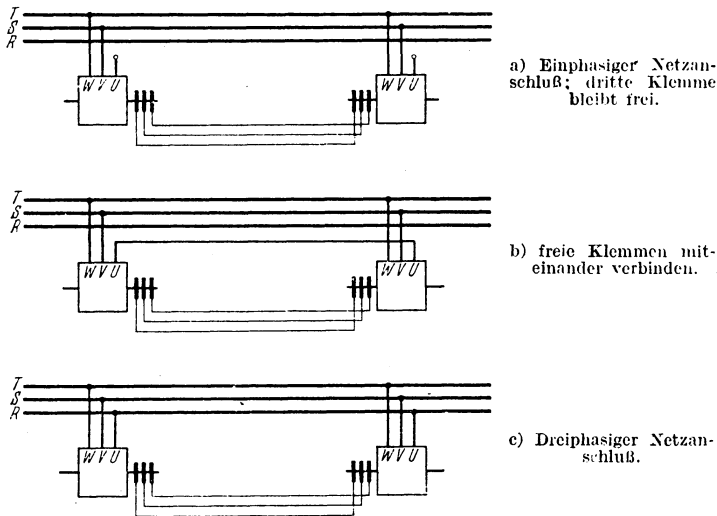 T
S
R
W V U
W V U
a) Einphasiger Netzan-
schluß; dritte Klemme
bleibt frei.
T
S
R
W V U
W V U
b) freie Klemmen mit-
einander verbinden.
T
S
R
W V U
W V U
c) Dreiphasiger Netzan-
schluß.